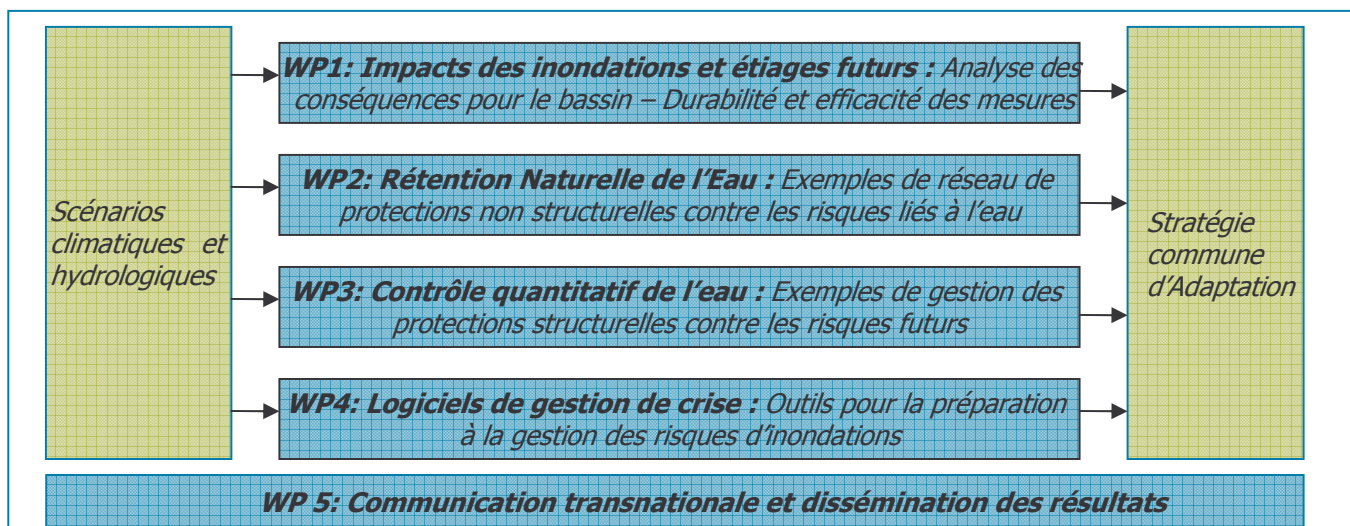 Scénarios
climatiques et
hydrologiques
WP1: Impacts des inondations et étiages futurs : Analyse des
conséquences pour le bassin – Durabilité et efficacité des mesures
WP2: Rétention Naturelle de l’Eau : Exemples de réseau de
protections non structurelles contre les risques liés à l’eau
WP3: Contrôle quantitatif de l’eau : Exemples de gestion des
protections structurelles contre les risques futurs
WP4: Logiciels de gestion de crise : Outils pour la préparation
à la gestion des risques d’inondations
Stratégie
commune
d’Adaptation
WP 5: Communication transnationale et dissémination des résultats